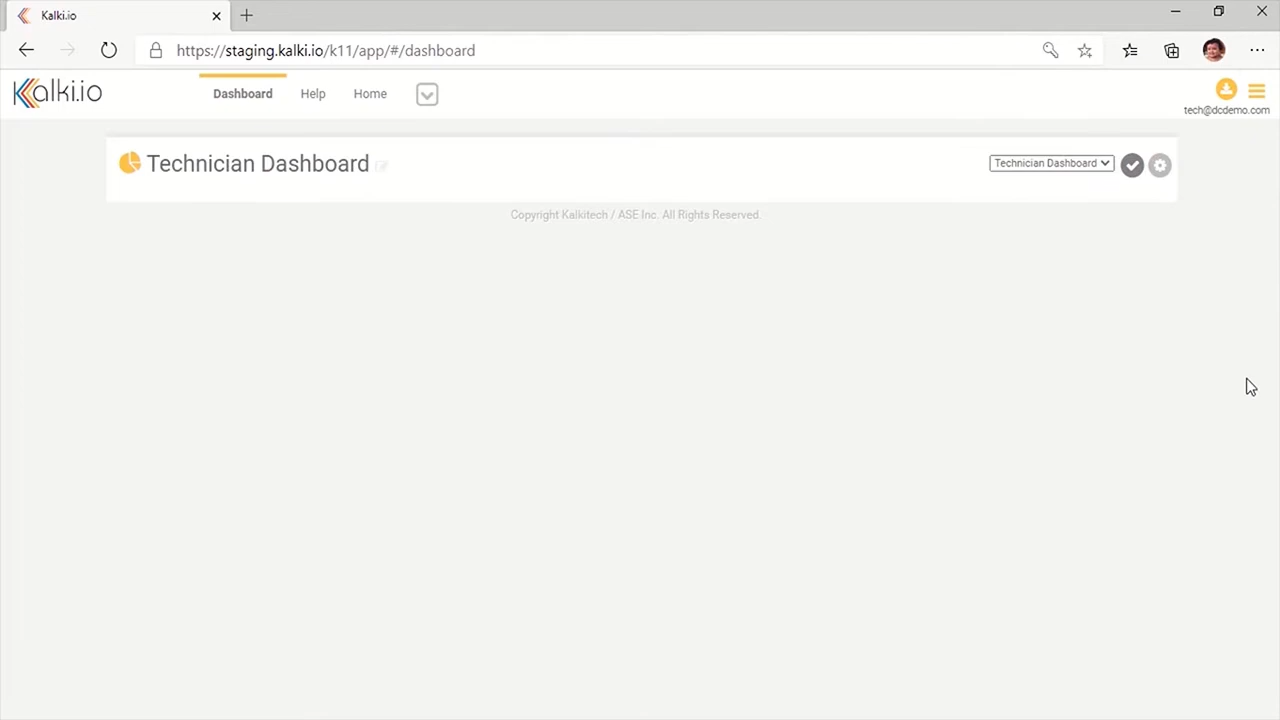 Kalki.io
https://staging.kalki.io/k11/app/#/dashboard
Kalki.io
Dashboard
Help
Home
tech@dcdemo.com
Technician Dashboard
Technician Dashboard
Copyright Kalkitech / ASE Inc. All Rights Reserved.